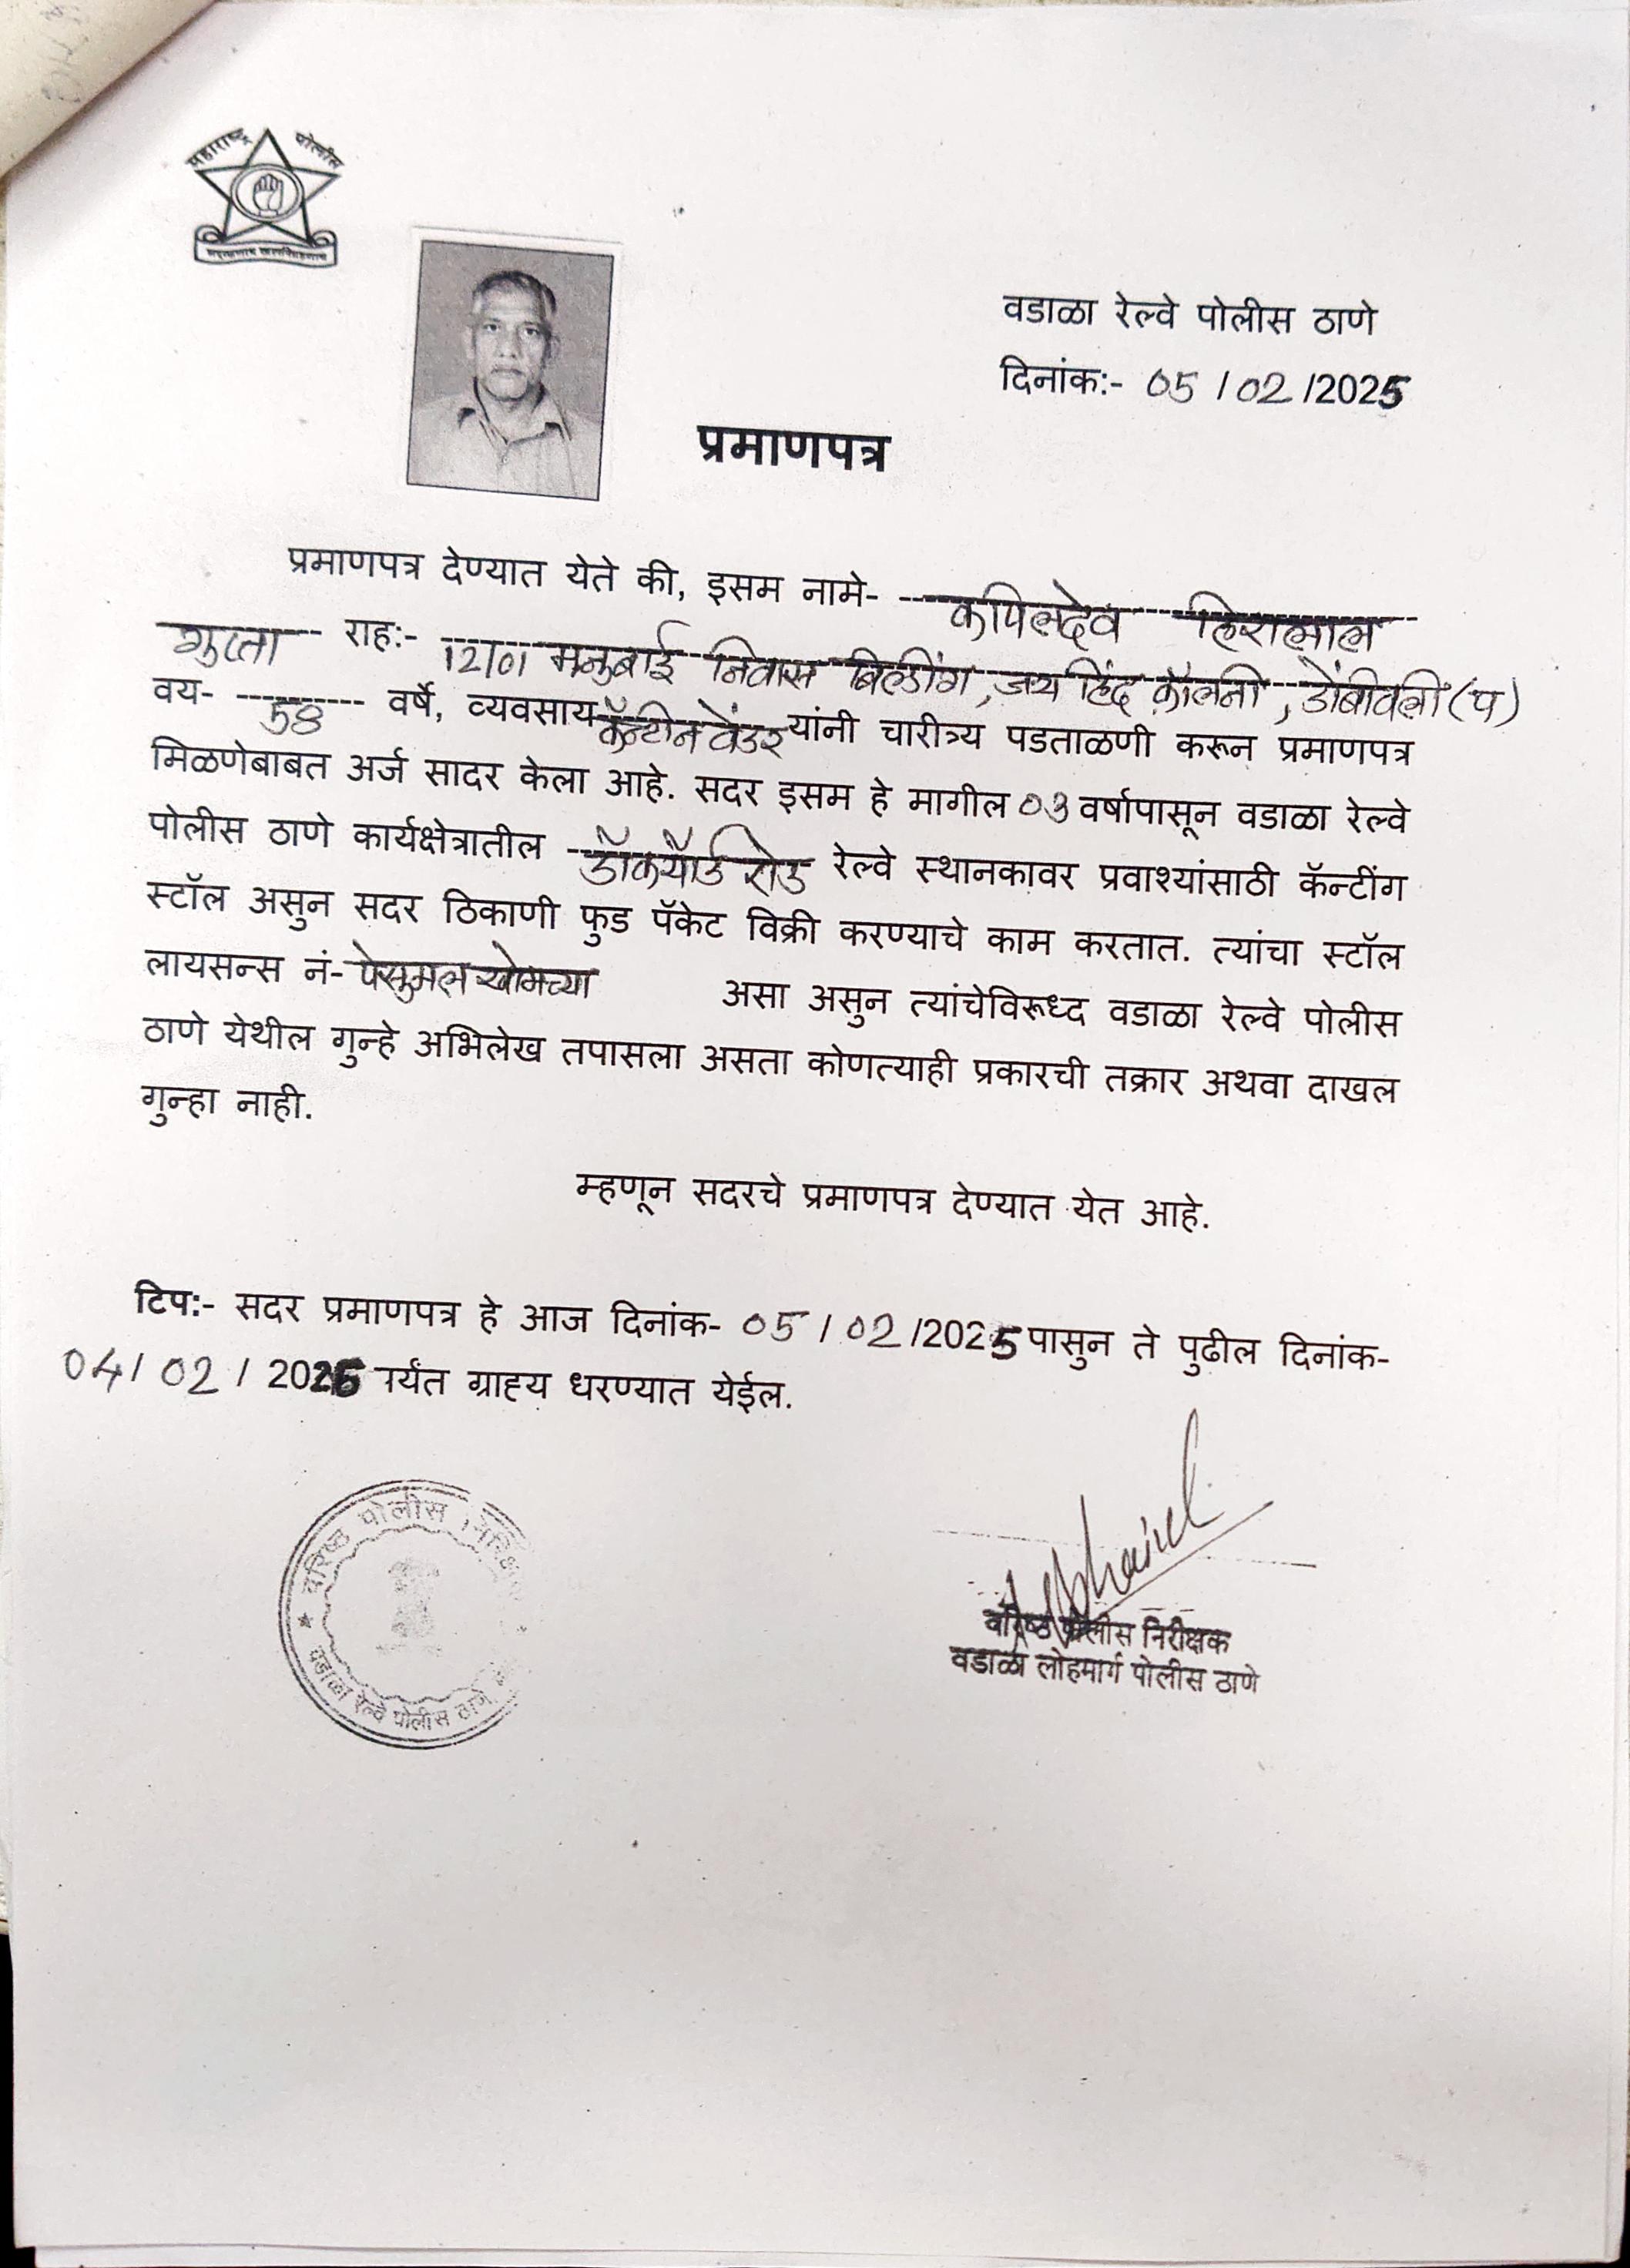 महाराष्ट्र पोलीस
सद्रक्षणाय खलनिग्रहणाय
वडाळा रेल्वे पोलीस ठाणे
दिनांक:- 05/02/2025
प्रमाणपत्र
प्रमाणपत्र देण्यात येते की, इसम नामे- कपिलदेव हिरालाल
गुप्ता राह:- 12/01 मनुबाई निवास बिल्डींग, जय हिंद कॉलनी, डोंबीवली (प)
वय- 58 वर्षे, व्यवसाय कॅन्टीन वेंडर यांनी चारीत्र्य पडताळणी करून प्रमाणपत्र
मिळणेबाबत अर्ज सादर केला आहे. सदर इसम हे मागील 03 वर्षापासून वडाळा रेल्वे
पोलीस ठाणे कार्यक्षेत्रातील डॉकयार्ड रोड रेल्वे स्थानकावर प्रवाश्यांसाठी कॅन्टींग
स्टॉल असुन सदर ठिकाणी फुड पॅकेट विक्री करण्याचे काम करतात. त्यांचा स्टॉल
लायसन्स नं- पेसुमल असा असुन त्यांचेविरूध्द वडाळा रेल्वे पोलीस
ठाणे येथील गुन्हे अभिलेख तपासला असता कोणत्याही प्रकारची तक्रार अथवा दाखल
गुन्हा नाही.
म्हणून सदरचे प्रमाणपत्र देण्यात येत आहे.
टिप:- सदर प्रमाणपत्र हे आज दिनांक- 05/02/2025 पासुन ते पुढील दिनांक-
04/02/2026 पर्यंत ग्राह्य धरण्यात येईल.
वरिष्ठ पोलीस निरीक्षक
वडाळा लोहमार्ग पोलीस ठाणे
वरिष्ठ पोलीस निरिक्षक
वडाळा रेल्वे पोलीस ठाणे